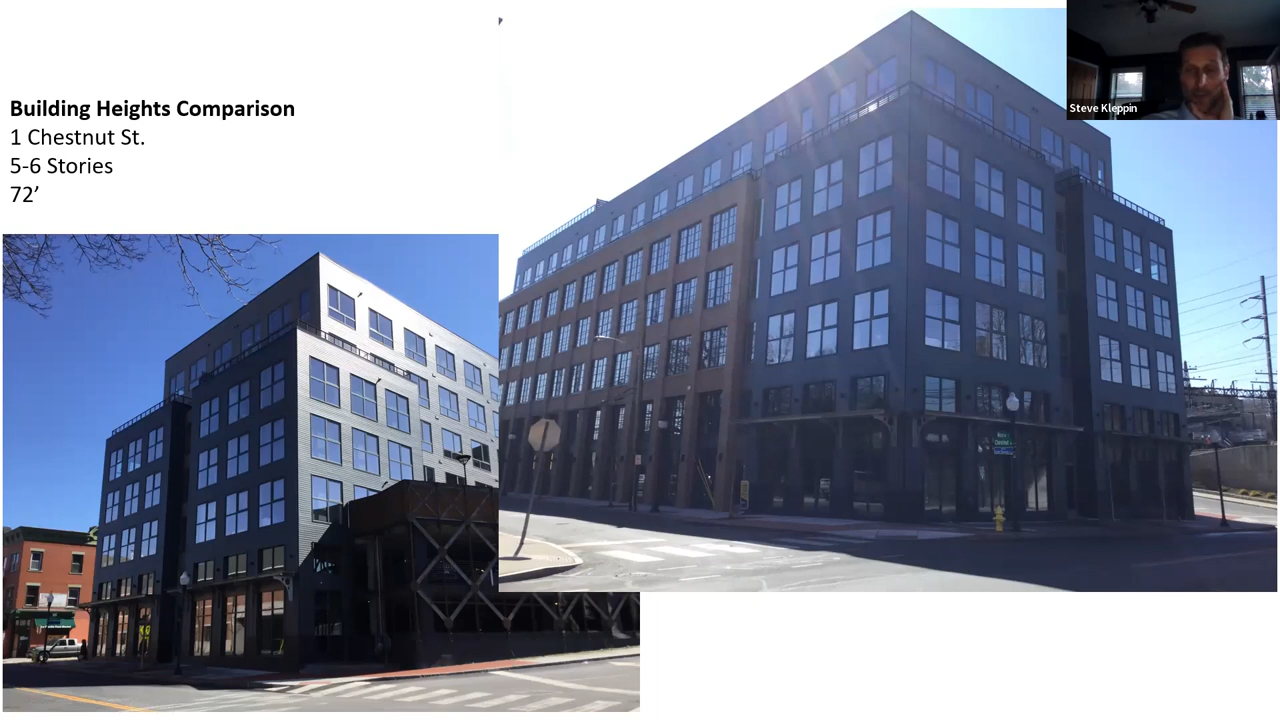 Building Heights Comparison
1 Chestnut St.
5-6 Stories
72’
Steve Kleppin